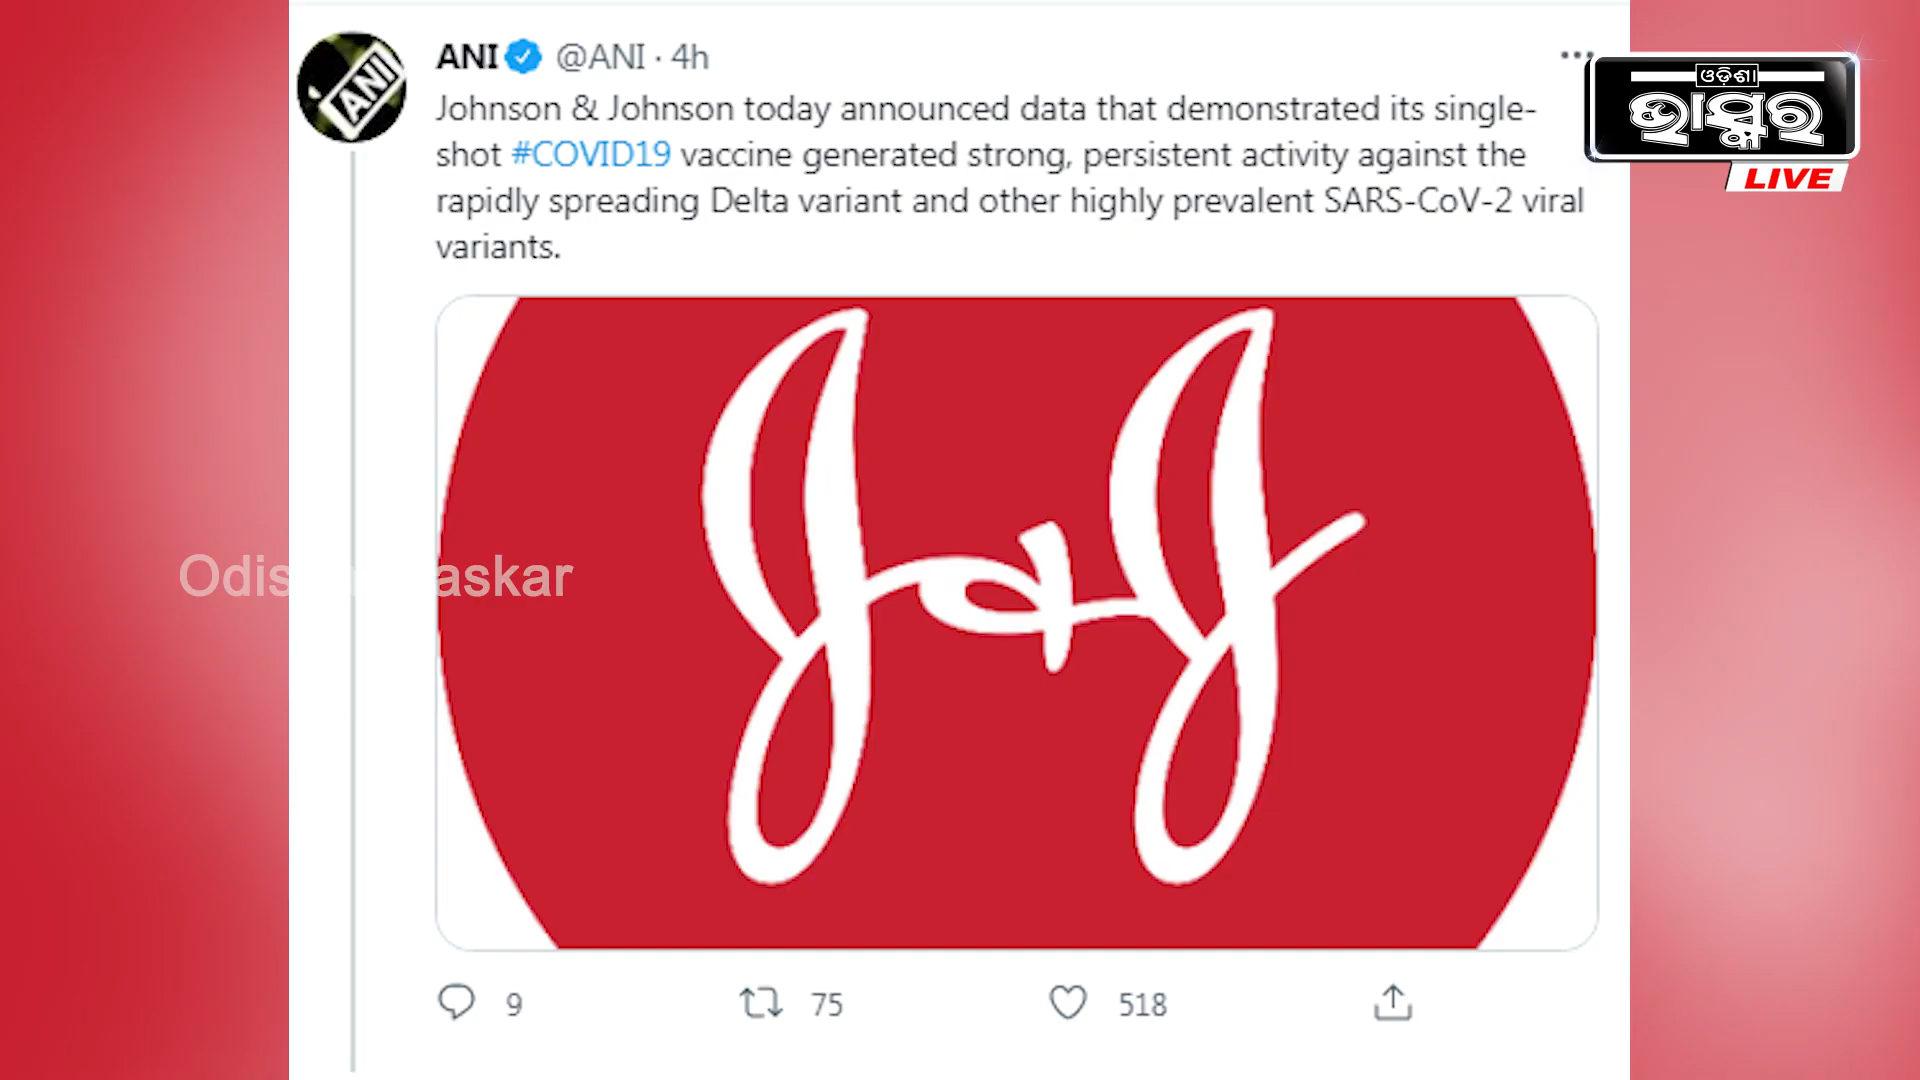 ANI @ANI · 4h
Johnson & Johnson today announced data that demonstrated its single-
shot #COVID19 vaccine generated strong, persistent activity against the
rapidly spreading Delta variant and other highly prevalent SARS-CoV-2 viral
variants.
ANI
ଓଡ଼ିଶା
ଭାସ୍କର
LIVE
J&J
9 75 518